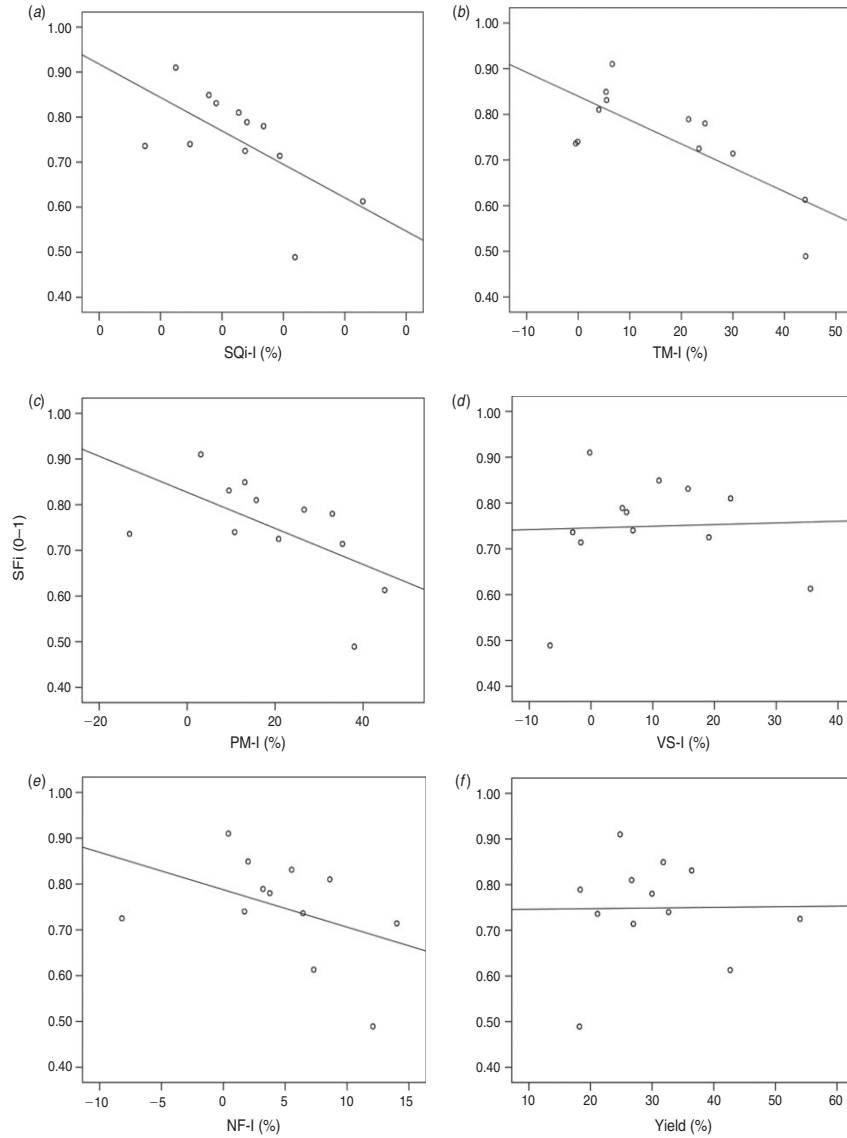 (a)
1.00
0.90
0.80
0.70
0.60
0.50
0.40
0 0 0 0 0 0
SQi-I (%)
(b)
1.00
0.90
0.80
0.70
0.60
0.50
0.40
−10 0 10 20 30 40 50
TM-I (%)
(c)
1.00
0.90
0.80
0.70
0.60
0.50
0.40
−20 0 20 40
PM-I (%)
SFi (0–1)
(d)
1.00
0.90
0.80
0.70
0.60
0.50
0.40
−10 0 10 20 30 40
VS-I (%)
(e)
1.00
0.90
0.80
0.70
0.60
0.50
0.40
−10 −5 0 5 10 15
NF-I (%)
(f)
1.00
0.90
0.80
0.70
0.60
0.50
0.40
10 20 30 40 50 60
Yield (%)